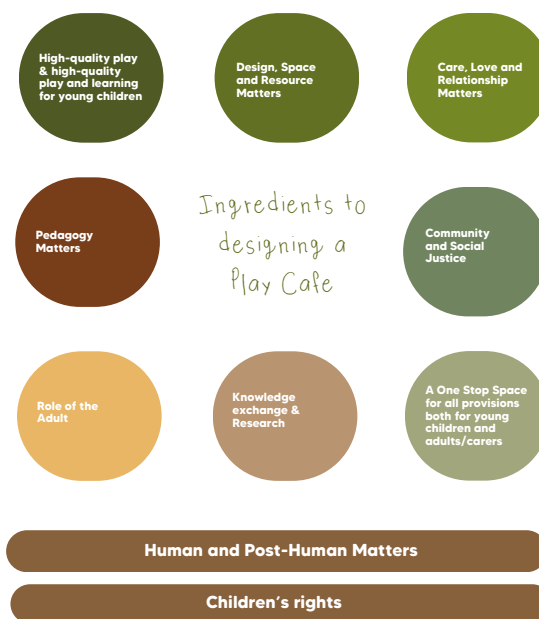 High-quality play
& high-quality
play and learning
for young children
Design, Space
and Resource
Matters
Care, Love and
Relationship
Matters
Pedagogy
Matters
Ingredients to
designing a
Play Cafe
Community
and Social
Justice
Role of the
Adult
Knowledge
exchange &
Research
A One Stop Space
for all provisions
both for young
children and
adults/carers
Human and Post-Human Matters
Children's rights